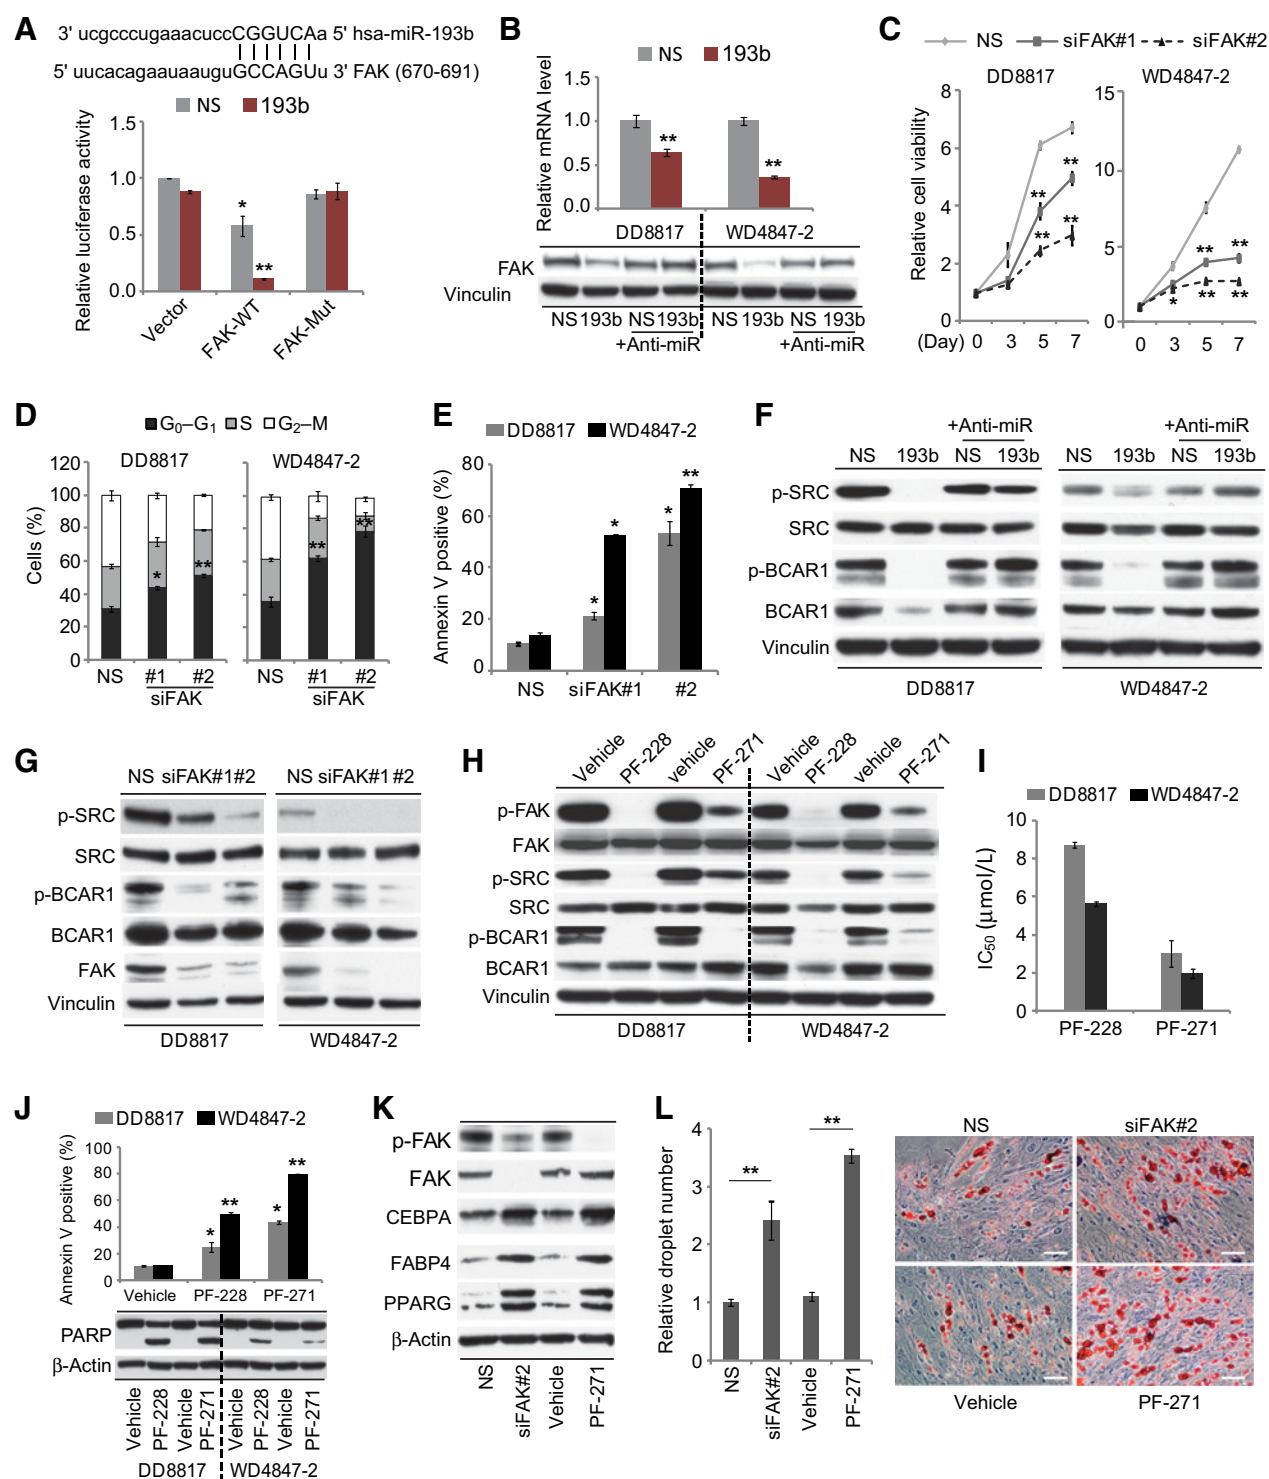 A
3' ucgcccugaaacuccCGGUCAa 5' hsa-miR-193b
5' uucacagaauaauguGCCAGUu 3' FAK (670-691)
NS 193b
Relative luciferase activity
1.5
1.0
0.5
0.0
*
**
Vector
FAK-WT
FAK-Mut
B
NS 193b
Relative mRNA level
1.5
1.0
0.5
0.0
**
**
DD8817 WD4847-2
FAK
Vinculin
NS 193b NS 193b NS 193b NS 193b
+Anti-miR +Anti-miR
C
NS siFAK#1 siFAK#2
DD8817 WD4847-2
Relative cell viability
8
6
4
2
0
**
**
**
**
15
10
5
0
**
**
*
**
**
(Day) 0 3 5 7 0 3 5 7
D
G0–G1 S G2–M
DD8817 WD4847-2
Cells (%)
120
100
80
60
40
20
0
*
**
**
**
NS #1 #2 NS #1 #2
siFAK siFAK
E
DD8817 WD4847-2
Annexin V positive (%)
80
60
40
20
0
*
*
*
**
NS siFAK#1 #2
F
+Anti-miR +Anti-miR
NS 193b NS 193b NS 193b NS 193b
p-SRC
SRC
p-BCAR1
BCAR1
Vinculin
DD8817 WD4847-2
G
NS siFAK#1#2 NS siFAK#1#2
p-SRC
SRC
p-BCAR1
BCAR1
FAK
Vinculin
DD8817 WD4847-2
H
Vehicle PF-228 vehicle PF-271 Vehicle PF-228 vehicle PF-271
p-FAK
FAK
p-SRC
SRC
p-BCAR1
BCAR1
Vinculin
DD8817 WD4847-2
I
DD8817 WD4847-2
IC50 (μmol/L)
10
8
6
4
2
0
PF-228 PF-271
J
DD8817 WD4847-2
Annexin V positive (%)
100
80
60
40
20
0
*
**
*
**
Vehicle PF-228 PF-271
PARP
β-Actin
Vehicle PF-228 Vehicle PF-271 Vehicle PF-228 Vehicle PF-271
DD8817 WD4847-2
K
p-FAK
FAK
CEBPA
FABP4
PPARG
β-Actin
NS siFAK#2 Vehicle PF-271
L
Relative droplet number
4
3
2
1
0
**
**
NS siFAK#2 Vehicle PF-271
NS siFAK#2
Vehicle PF-271